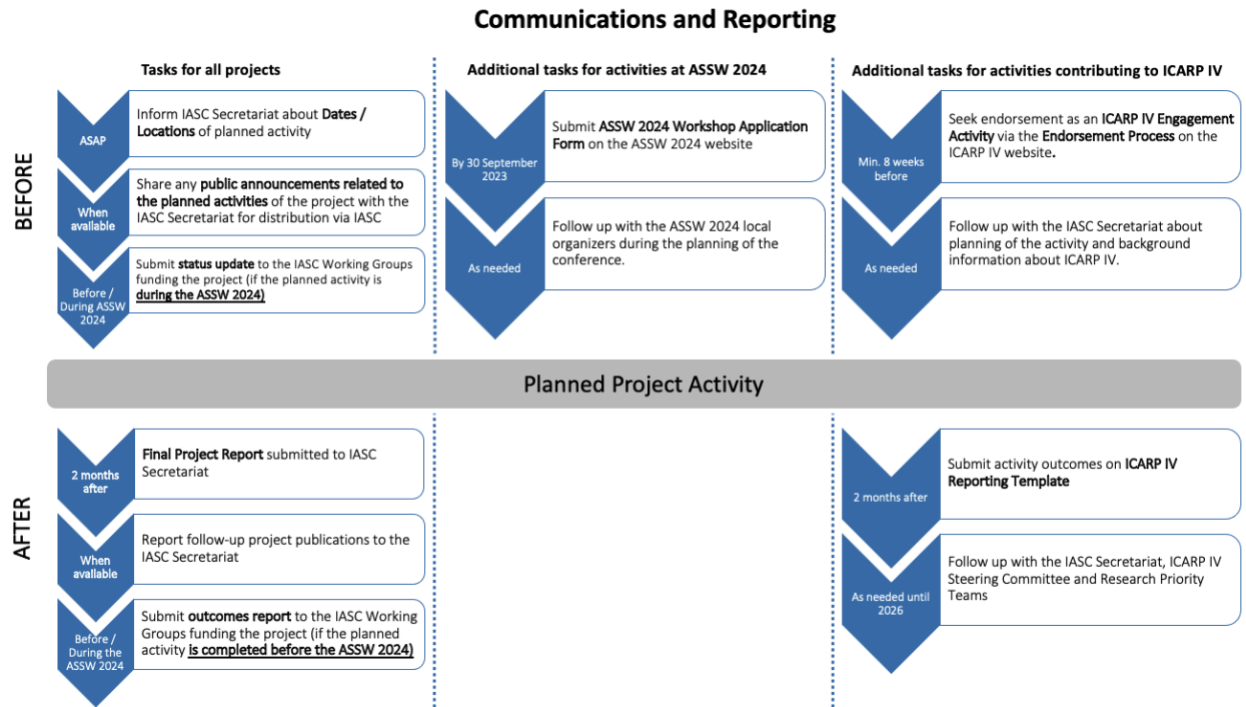 Communications and Reporting
Tasks for all projects
Additional tasks for activities at ASSW 2024
Additional tasks for activities contributing to ICARP IV
BEFORE
ASAP
Inform IASC Secretariat about Dates /
Locations of planned activity
When
available
Share any public announcements related to
the planned activities of the project with the
IASC Secretariat for distribution via IASC
Before /
During ASSW
2024
Submit status update to the IASC Working Groups
funding the project (if the planned activity is
during the ASSW 2024)
By 30 September
2023
Submit ASSW 2024 Workshop Application
Form on the ASSW 2024 website
As needed
Follow up with the ASSW 2024 local
organizers during the planning of the
conference.
Min. 8 weeks
before
Seek endorsement as an ICARP IV Engagement
Activity via the Endorsement Process on the
ICARP IV website.
As needed
Follow up with the IASC Secretariat about
planning of the activity and background
information about ICARP IV.
Planned Project Activity
AFTER
2 months
after
Final Project Report submitted to IASC
Secretariat
When
available
Report follow-up project publications to the
IASC Secretariat
Before /
During the
ASSW 2024
Submit outcomes report to the IASC Working
Groups funding the project (if the planned
activity is completed before the ASSW 2024)
2 months after
Submit activity outcomes on ICARP IV
Reporting Template
As needed until
2026
Follow up with the IASC Secretariat, ICARP IV
Steering Committee and Research Priority
Teams